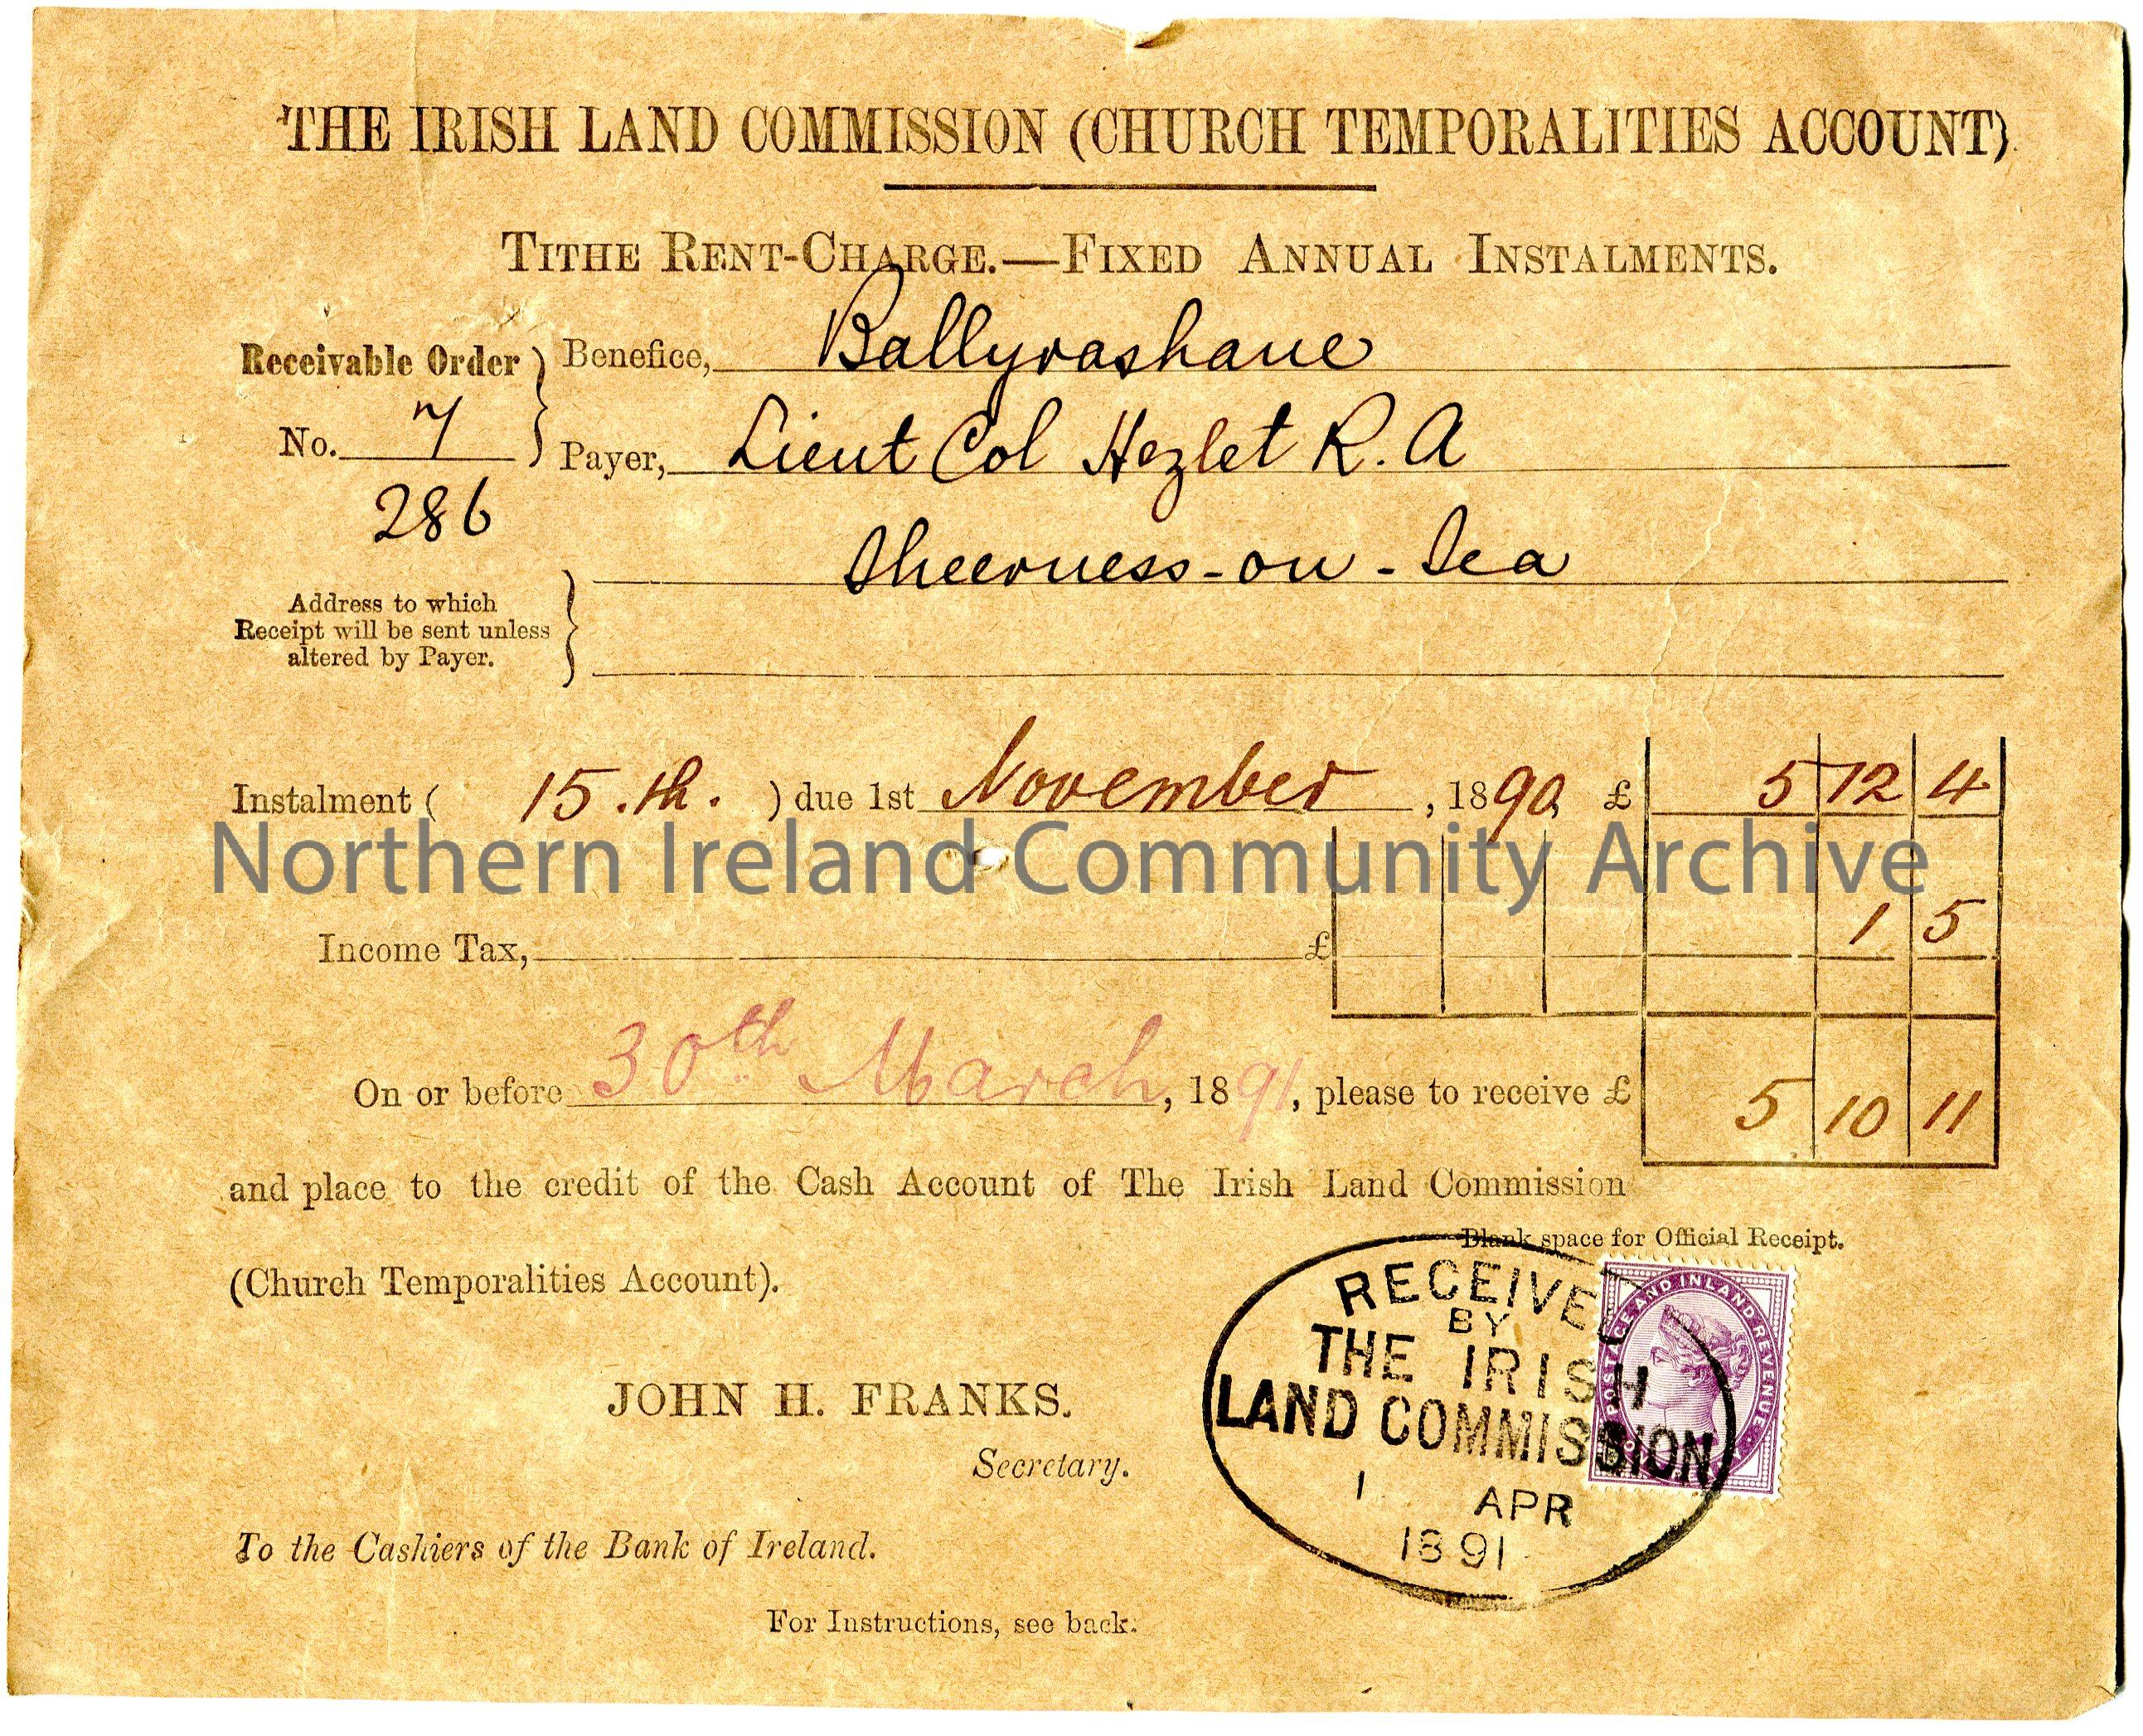 THE IRISH LAND COMMISSION (CHURCH TEMPORALITIES ACCOUNT)
TITHE RENT-CHARGE.—FIXED ANNUAL INSTALMENTS.
Receivable Order
No. 7
286
Benefice, Ballyrashane
Payer, Lieut Col Hezlet R. A
Sheerness-on-Sea
Address to which
Receipt will be sent unless
altered by Payer.
Instalment ( 15.th. ) due 1st November, 1890 £ 5 12 4
Northern Ireland Community Archive
Income Tax, £ 1 5
On or before 30th March, 1891, please to receive £ 5 10 11
and place to the credit of the Cash Account of The Irish Land Commission
(Church Temporalities Account).
Blank space for Official Receipt.
RECEIVED
BY
THE IRISH
LAND COMMISSION
1 APR
1891
POSTAGE AND INLAND REVENUE
JOHN H. FRANKS.
Secretary.
To the Cashiers of the Bank of Ireland.
For Instructions, see back.